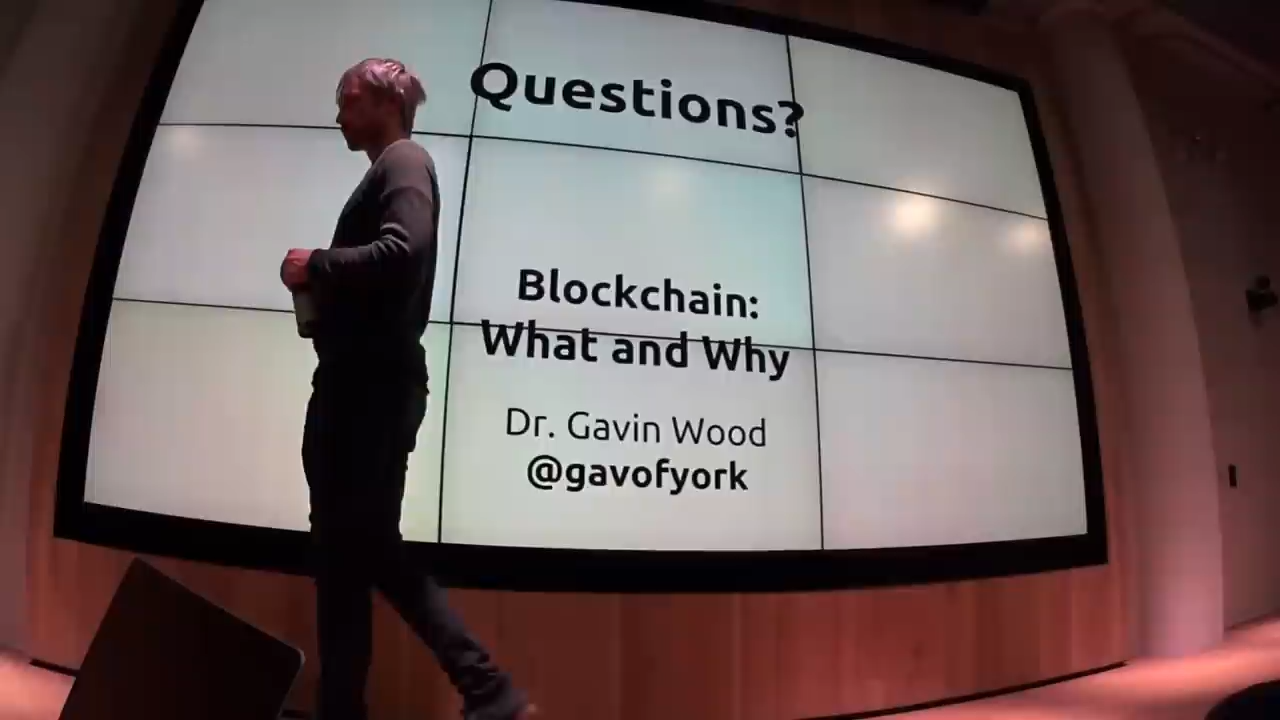 Questions?
Blockchain:
What and Why
Dr. Gavin Wood
@gavofyork